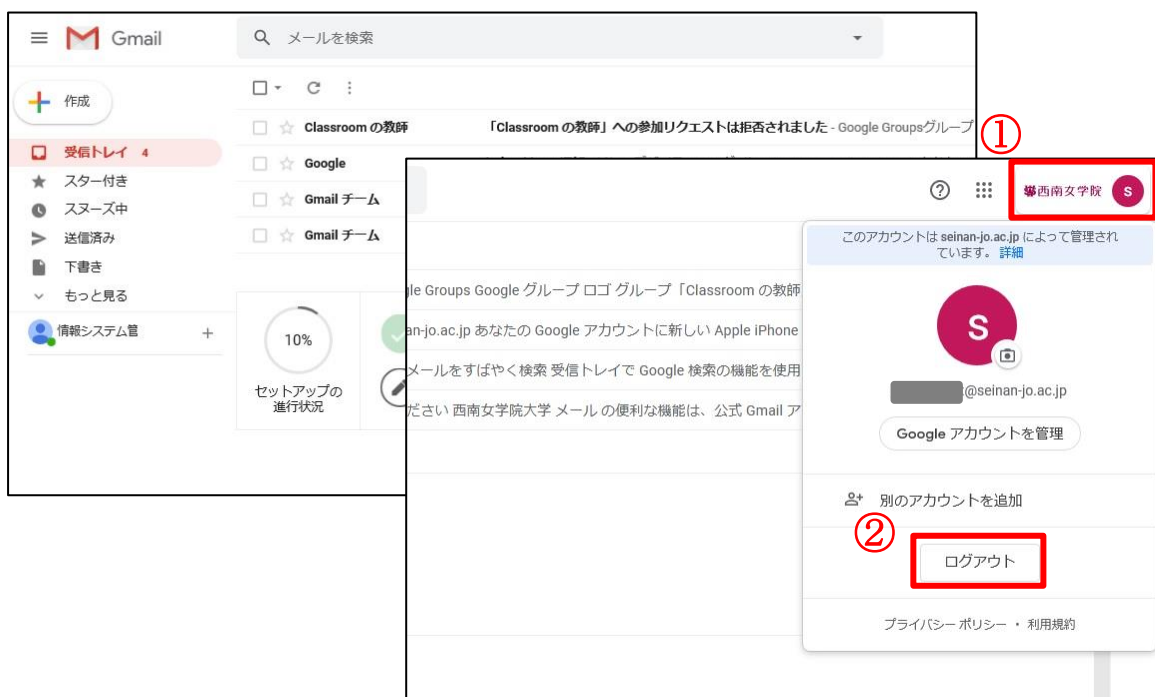 Gmail
メールを検索
作成
Classroom の教師 「Classroom の教師」への参加リクエストは拒否されました - Google Groupsグループ
受信トレイ 4
Google
スター付き
Gmail チーム
スヌーズ中
Gmail チーム
送信済み
下書き
もっと見る
情報システム管
10%
セットアップの
進行状況
①
西南女学院 S
このアカウントは seinan-jo.ac.jp によって管理され
ています。 詳細
le Groups Google グループ ロゴ グループ「Classroom の教師
an-jo.ac.jp あなたの Google アカウントに新しい Apple iPhone
メールをすばやく検索 受信トレイで Google 検索の機能を使用
ださい 西南女学院大学 メール の便利な機能は、公式 Gmail ア
S
@seinan-jo.ac.jp
Google アカウントを管理
別のアカウントを追加
②
ログアウト
プライバシー ポリシー ・ 利用規約